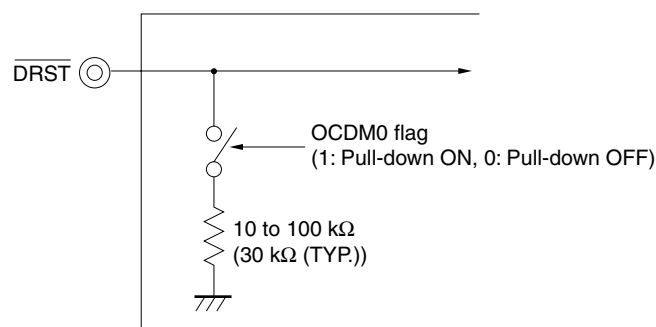 DRST
OCDM0 flag
(1: Pull-down ON, 0: Pull-down OFF)
10 to 100 kΩ
(30 kΩ (TYP.))